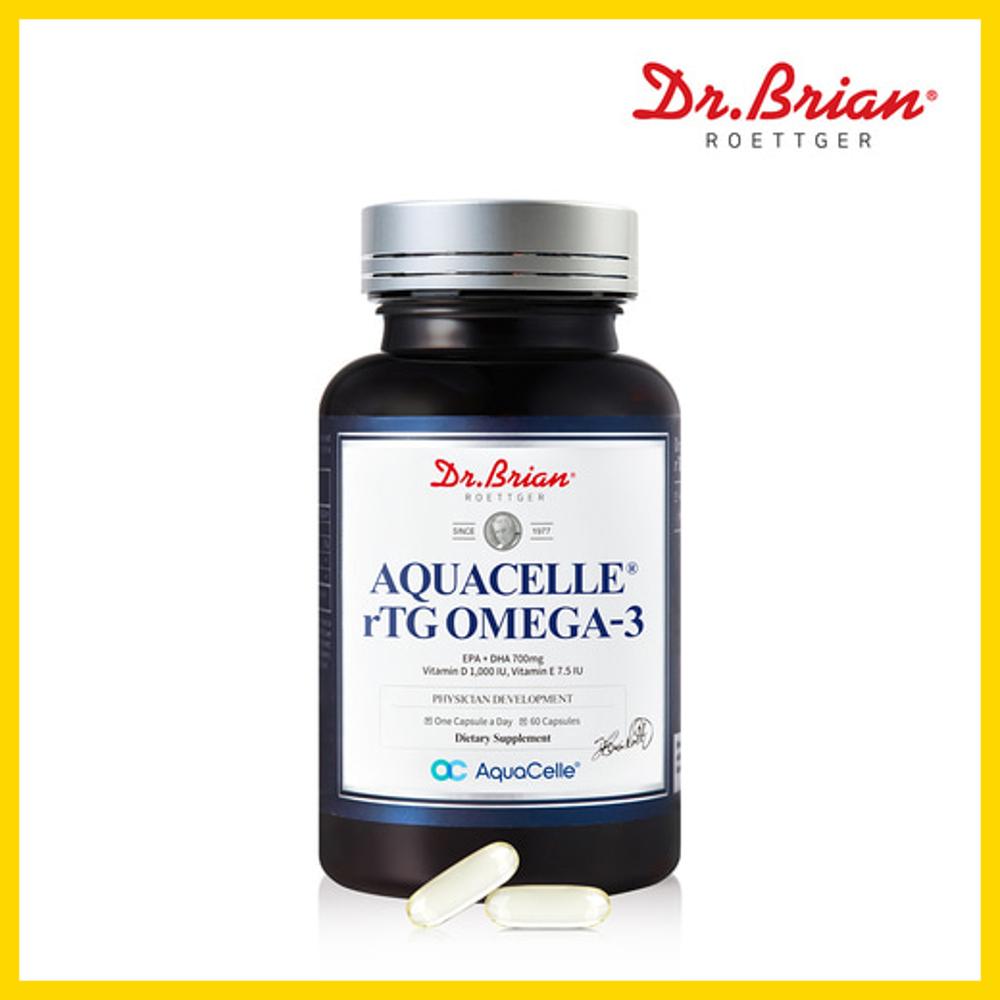 Dr.Brian®
ROETTGER
Dr.Brian®
ROETTGER
SINCE 1977
AQUACELLE®
rTG OMEGA-3
EPA + DHA 700mg
Vitamin D 1,000 IU, Vitamin E 7.5 IU
PHYSICIAN DEVELOPMENT
One Capsule a Day 60 Capsules
Dietary Supplement
AquaCelle®